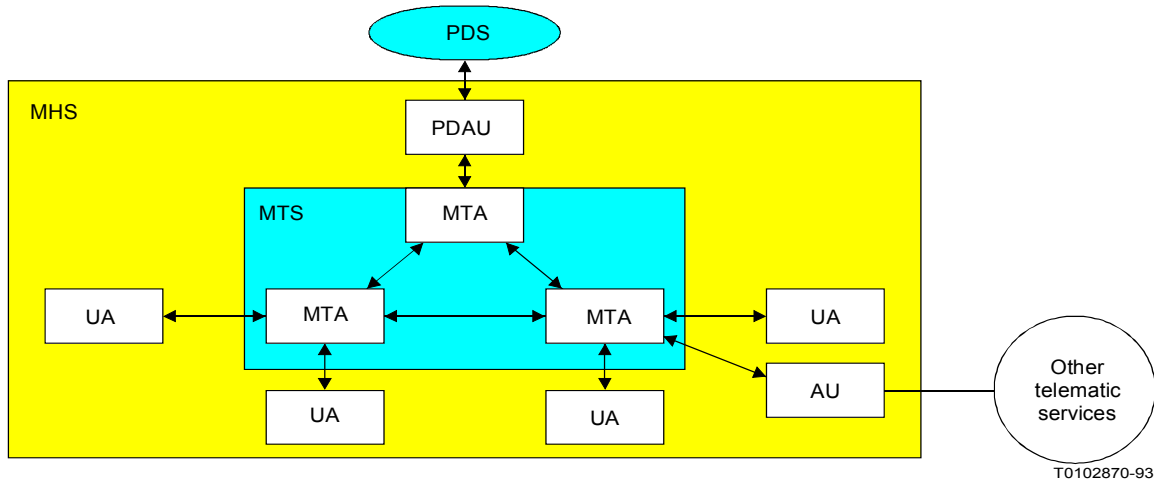 PDS
MHS
PDAU
MTS
MTA
UA
MTA
MTA
UA
UA
UA
AU
Other
telematic
services
T0102870-93